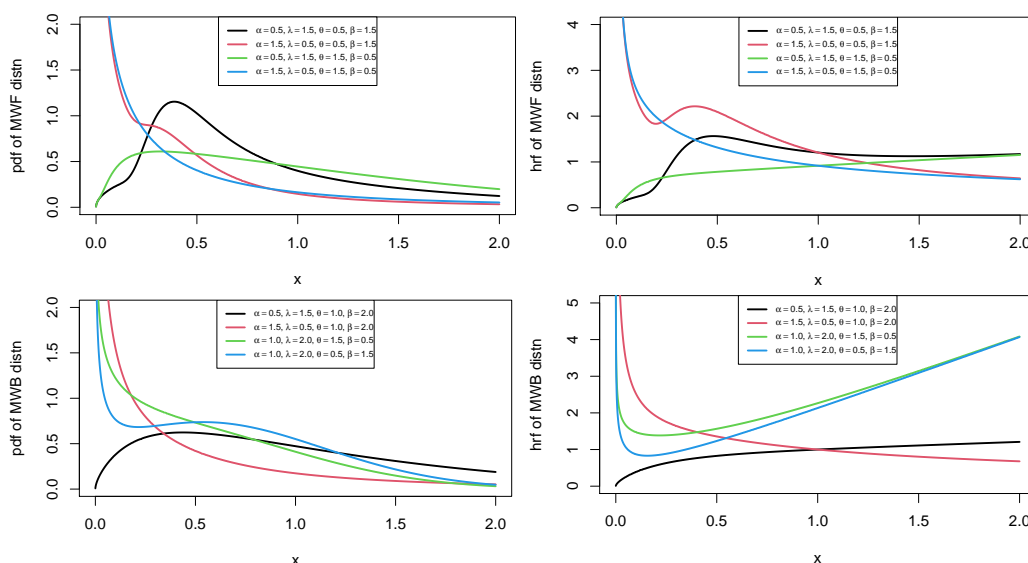 pdf of MWF distn
2.0
1.5
1.0
0.5
0.0
α = 0.5, λ = 1.5, θ = 0.5, β = 1.5
α = 1.5, λ = 0.5, θ = 0.5, β = 1.5
α = 0.5, λ = 1.5, θ = 1.5, β = 0.5
α = 1.5, λ = 0.5, θ = 1.5, β = 0.5
0.0 0.5 1.0 1.5 2.0
x
hrf of MWF distn
4
3
2
1
0
α = 0.5, λ = 1.5, θ = 0.5, β = 1.5
α = 1.5, λ = 0.5, θ = 0.5, β = 1.5
α = 0.5, λ = 1.5, θ = 1.5, β = 0.5
α = 1.5, λ = 0.5, θ = 1.5, β = 0.5
0.0 0.5 1.0 1.5 2.0
x
pdf of MWB distn
2.0
1.5
1.0
0.5
0.0
α = 0.5, λ = 1.5, θ = 1.0, β = 2.0
α = 1.5, λ = 0.5, θ = 1.0, β = 2.0
α = 1.0, λ = 2.0, θ = 1.5, β = 0.5
α = 1.0, λ = 2.0, θ = 0.5, β = 1.5
0.0 0.5 1.0 1.5 2.0
x
hrf of MWB distn
5
4
3
2
1
0
α = 0.5, λ = 1.5, θ = 1.0, β = 2.0
α = 1.5, λ = 0.5, θ = 1.0, β = 2.0
α = 1.0, λ = 2.0, θ = 1.5, β = 0.5
α = 1.0, λ = 2.0, θ = 0.5, β = 1.5
0.0 0.5 1.0 1.5 2.0
x